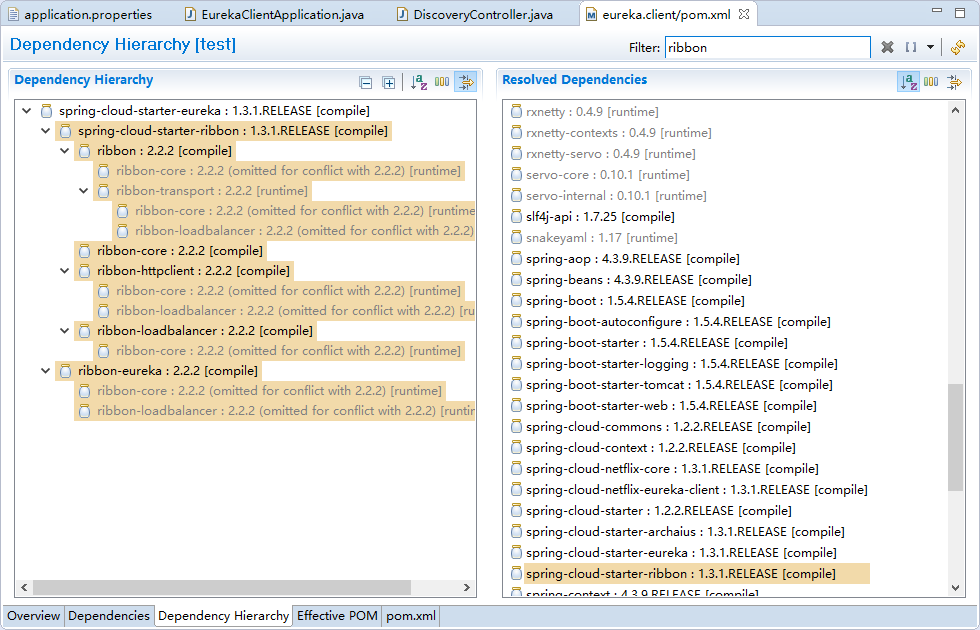 application.properties
EurekaClientApplication.java
DiscoveryController.java
eureka.client/pom.xml
Dependency Hierarchy [test]
Filter: ribbon
Dependency Hierarchy
spring-cloud-starter-eureka : 1.3.1.RELEASE [compile]
spring-cloud-starter-ribbon : 1.3.1.RELEASE [compile]
ribbon : 2.2.2 [compile]
ribbon-core : 2.2.2 (omitted for conflict with 2.2.2) [runtime]
ribbon-transport : 2.2.2 [runtime]
ribbon-core : 2.2.2 (omitted for conflict with 2.2.2) [runtime
ribbon-loadbalancer : 2.2.2 (omitted for conflict with 2.2.2)
ribbon-core : 2.2.2 [compile]
ribbon-httpclient : 2.2.2 [compile]
ribbon-core : 2.2.2 (omitted for conflict with 2.2.2) [runtime]
ribbon-loadbalancer : 2.2.2 (omitted for conflict with 2.2.2) [ru
ribbon-loadbalancer : 2.2.2 [compile]
ribbon-core : 2.2.2 (omitted for conflict with 2.2.2) [runtime]
ribbon-eureka : 2.2.2 [compile]
ribbon-core : 2.2.2 (omitted for conflict with 2.2.2) [runtime]
ribbon-loadbalancer : 2.2.2 (omitted for conflict with 2.2.2) [runtin
Resolved Dependencies
rxnetty : 0.4.9 [runtime]
rxnetty-contexts : 0.4.9 [runtime]
rxnetty-servo : 0.4.9 [runtime]
servo-core : 0.10.1 [runtime]
servo-internal : 0.10.1 [runtime]
slf4j-api : 1.7.25 [compile]
snakeyaml : 1.17 [runtime]
spring-aop : 4.3.9.RELEASE [compile]
spring-beans : 4.3.9.RELEASE [compile]
spring-boot : 1.5.4.RELEASE [compile]
spring-boot-autoconfigure : 1.5.4.RELEASE [compile]
spring-boot-starter : 1.5.4.RELEASE [compile]
spring-boot-starter-logging : 1.5.4.RELEASE [compile]
spring-boot-starter-tomcat : 1.5.4.RELEASE [compile]
spring-boot-starter-web : 1.5.4.RELEASE [compile]
spring-cloud-commons : 1.2.2.RELEASE [compile]
spring-cloud-context : 1.2.2.RELEASE [compile]
spring-cloud-netflix-core : 1.3.1.RELEASE [compile]
spring-cloud-netflix-eureka-client : 1.3.1.RELEASE [compile]
spring-cloud-starter : 1.2.2.RELEASE [compile]
spring-cloud-starter-archaius : 1.3.1.RELEASE [compile]
spring-cloud-starter-eureka : 1.3.1.RELEASE [compile]
spring-cloud-starter-ribbon : 1.3.1.RELEASE [compile]
spring-context : 4.3.9.RELEASE [compile]
Overview
Dependencies
Dependency Hierarchy
Effective POM
pom.xml